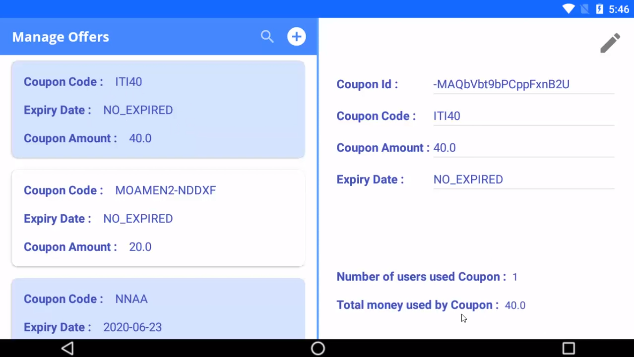 5:46
Manage Offers
Coupon Code : ITI40
Expiry Date : NO_EXPIRED
Coupon Amount : 40.0
Coupon Code : MOAMEN2-NDDXF
Expiry Date : NO_EXPIRED
Coupon Amount : 20.0
Coupon Code : NNAA
Expiry Date : 2020-06-23
Coupon Id : -MAQbVbt9bPCppFxnB2U
Coupon Code : ITI40
Coupon Amount : 40.0
Expiry Date : NO_EXPIRED
Number of users used Coupon : 1
Total money used by Coupon : 40.0